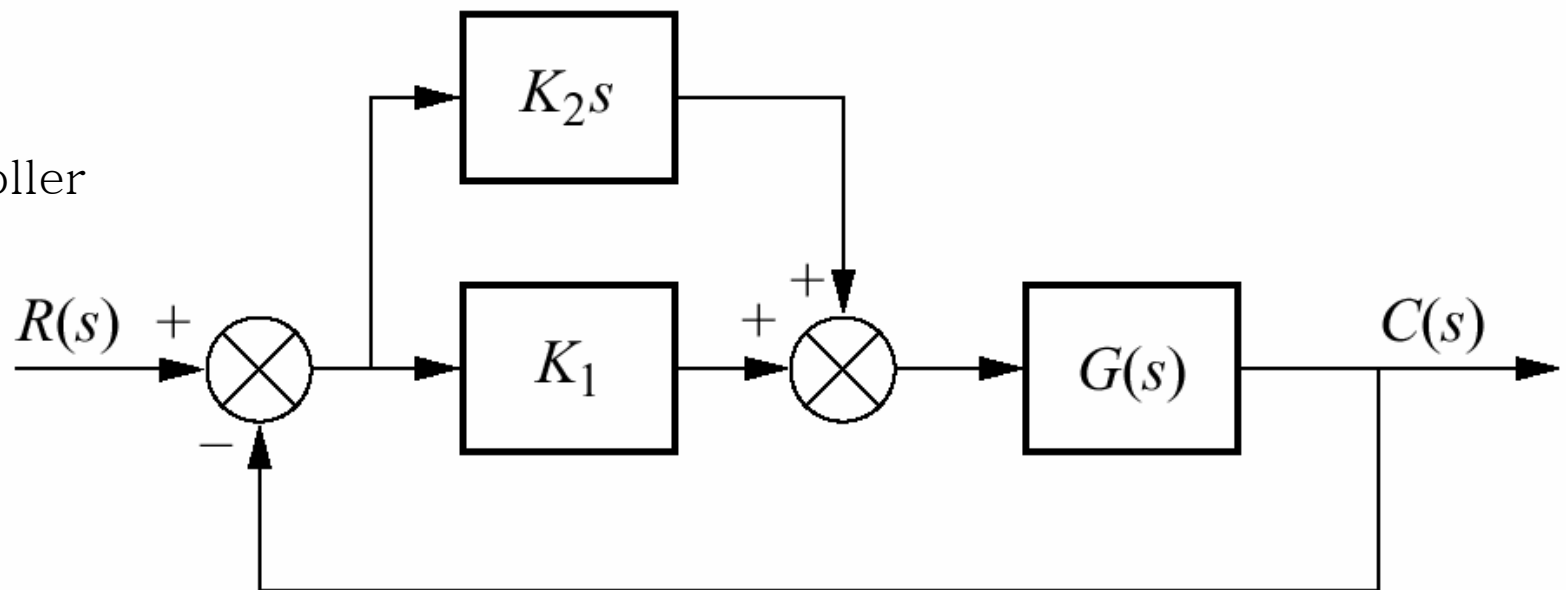 K₂s
oller
+
R(s) + K₁ + G(s) C(s)
−